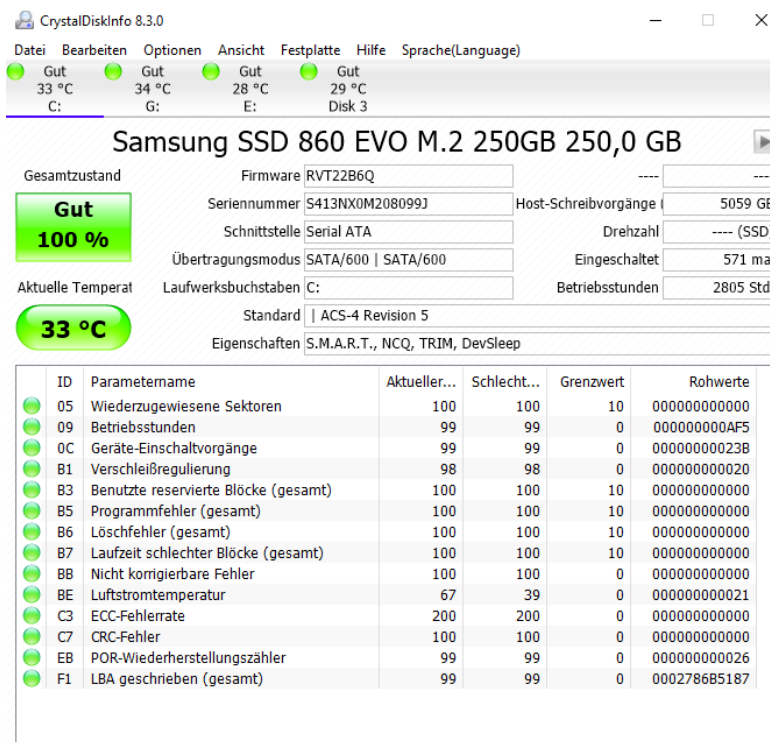 CrystalDiskInfo 8.3.0
Datei Bearbeiten Optionen Ansicht Festplatte Hilfe Sprache(Language)
Gut Gut Gut Gut
33 °C 34 °C 28 °C 29 °C
C: G: E: Disk 3
Samsung SSD 860 EVO M.2 250GB 250,0 GB
Gesamtzustand
Gut
100 %
Aktuelle Temperat
33 °C
Firmware RVT22B6Q ---- ----
Seriennummer S413NX0M208099J Host-Schreibvorgänge 5059 GB
Schnittstelle Serial ATA Drehzahl ---- (SSD)
Übertragungsmodus SATA/600 | SATA/600 Eingeschaltet 571 ma
Laufwerksbuchstaben C: Betriebsstunden 2805 Std
Standard | ACS-4 Revision 5
Eigenschaften S.M.A.R.T., NCQ, TRIM, DevSleep
ID Parametername Aktueller... Schlecht... Grenzwert Rohwerte
05 Wiederzugewiesene Sektoren 100 100 10 000000000000
09 Betriebsstunden 99 99 0 000000000AF5
0C Geräte-Einschaltvorgänge 99 99 0 00000000023B
B1 Verschleißregulierung 98 98 0 000000000020
B3 Benutzte reservierte Blöcke (gesamt) 100 100 10 000000000000
B5 Programmfehler (gesamt) 100 100 10 000000000000
B6 Löschfehler (gesamt) 100 100 10 000000000000
B7 Laufzeit schlechter Blöcke (gesamt) 100 100 10 000000000000
BB Nicht korrigierbare Fehler 100 100 0 000000000000
BE Luftstromtemperatur 67 39 0 000000000021
C3 ECC-Fehlerrate 200 200 0 000000000000
C7 CRC-Fehler 100 100 0 000000000000
EB POR-Wiederherstellungszähler 99 99 0 000000000026
F1 LBA geschrieben (gesamt) 99 99 0 0002786B5187